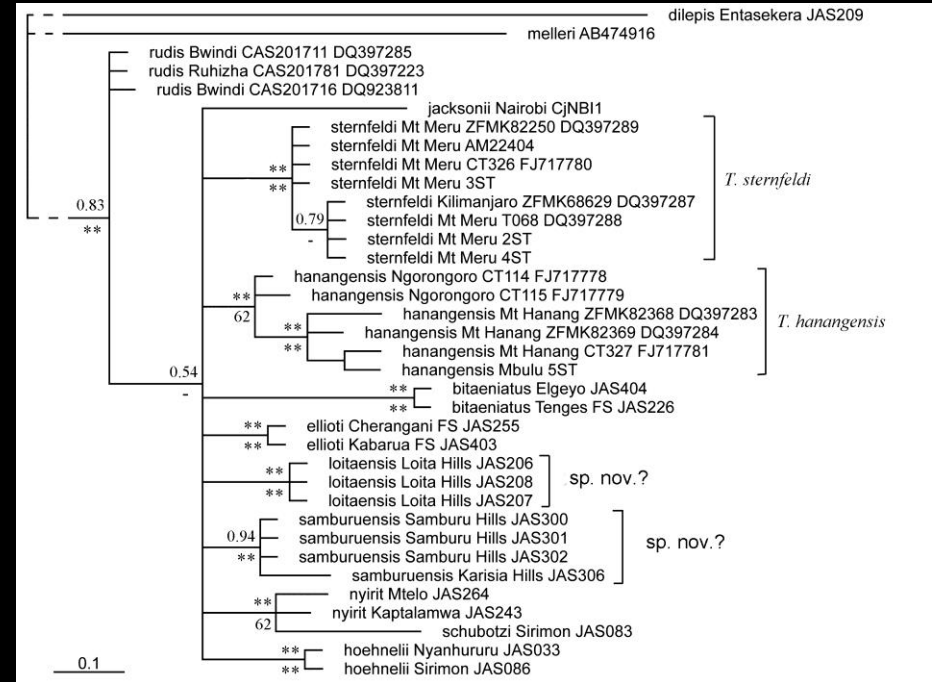 dilepis Entasekera JAS209
melleri AB474916
rudis Bwindi CAS201711 DQ397285
rudis Ruhizha CAS201781 DQ397223
rudis Bwindi CAS201716 DQ923811
jacksonii Nairobi CjNBI1
sternfeldi Mt Meru ZFMK82250 DQ397289
sternfeldi Mt Meru AM22404
**
sternfeldi Mt Meru CT326 FJ717780
**
sternfeldi Mt Meru 3ST
T. sternfeldi
sternfeldi Kilimanjaro ZFMK68629 DQ397287
0.83
**
0.79
-
sternfeldi Mt Meru T068 DQ397288
sternfeldi Mt Meru 2ST
sternfeldi Mt Meru 4ST
hanangensis Ngorongoro CT114 FJ717778
**
62
hanangensis Ngorongoro CT115 FJ717779
hanangensis Mt Hanang ZFMK82368 DQ397283
T. hanangensis
**
**
hanangensis Mt Hanang ZFMK82369 DQ397284
hanangensis Mt Hanang CT327 FJ717781
hanangensis Mbulu 5ST
0.54
-
**
bitaeniatus Elgeyo JAS404
**
bitaeniatus Tenges FS JAS226
**
ellioti Cherangani FS JAS255
**
ellioti Kabarua FS JAS403
loitaensis Loita Hills JAS206
**
loitaensis Loita Hills JAS208
sp. nov.?
**
loitaensis Loita Hills JAS207
samburuensis Samburu Hills JAS300
0.94
samburuensis Samburu Hills JAS301
sp. nov.?
**
samburuensis Samburu Hills JAS302
samburuensis Karisia Hills JAS306
nyirit Mtelo JAS264
**
nyirit Kaptalamwa JAS243
62
schubotzi Sirimon JAS083
**
hoehnelii Nyanhururu JAS033
**
hoehnelii Sirimon JAS086
0.1